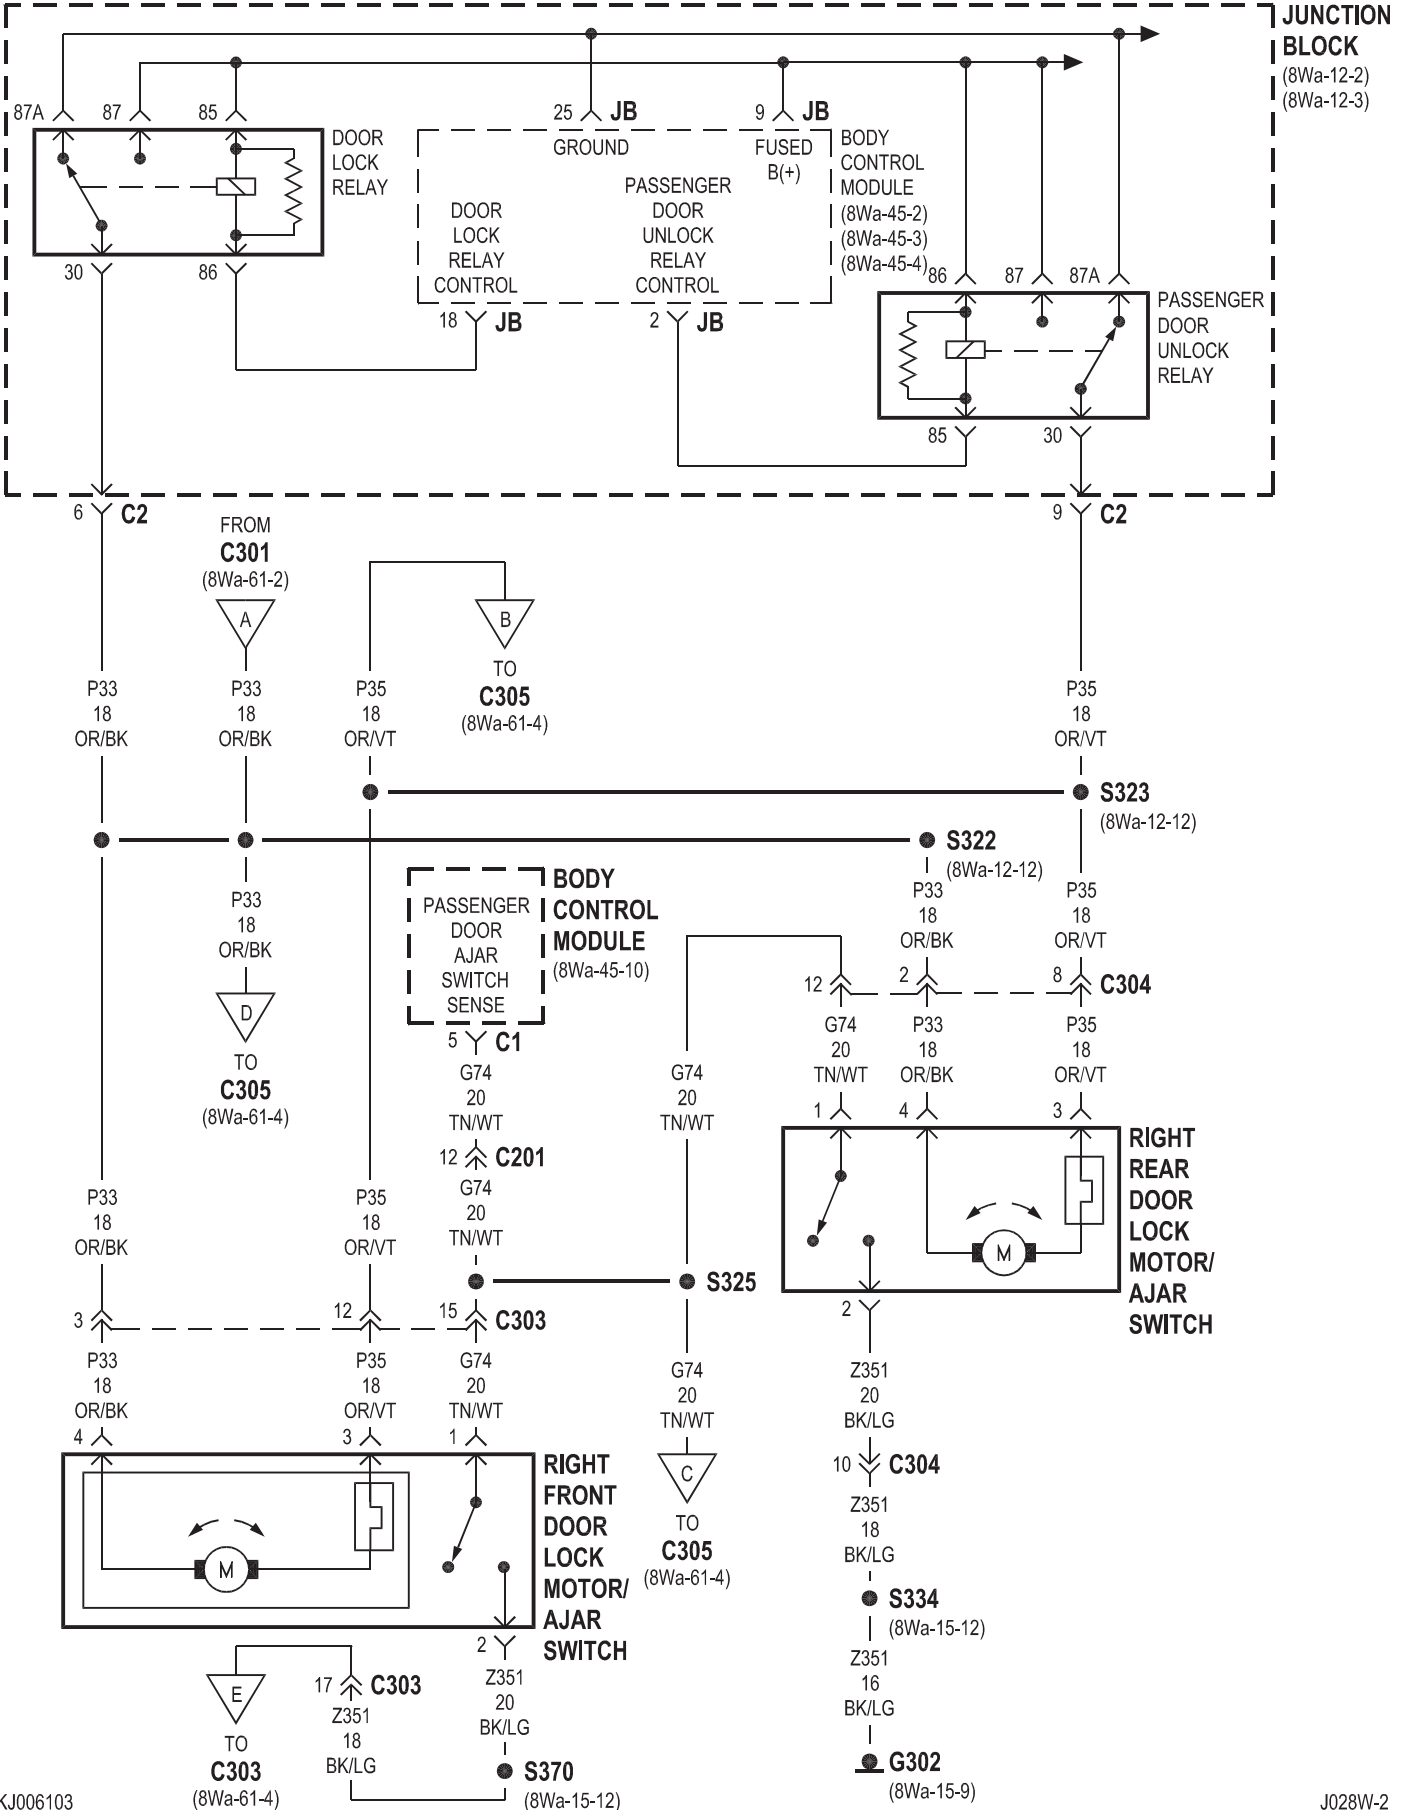 JUNCTION
BLOCK
(8Wa-12-2)
(8Wa-12-3)
87A
87
85
25
JB
9
JB
DOOR
LOCK
RELAY
GROUND
FUSED
B(+)
BODY
CONTROL
MODULE
(8Wa-45-2)
(8Wa-45-3)
(8Wa-45-4)
DOOR
LOCK
RELAY
CONTROL
PASSENGER
DOOR
UNLOCK
RELAY
CONTROL
30
86
18
JB
2
JB
86
87
87A
PASSENGER
DOOR
UNLOCK
RELAY
85
30
6
C2
9
C2
FROM
C301
(8Wa-61-2)
A
B
TO
C305
(8Wa-61-4)
P33
18
OR/BK
P33
18
OR/BK
P35
18
OR/VT
P35
18
OR/VT
S323
(8Wa-12-12)
S322
(8Wa-12-12)
P33
18
OR/BK
D
TO
C305
(8Wa-61-4)
PASSENGER
DOOR
AJAR
SWITCH
SENSE
BODY
CONTROL
MODULE
(8Wa-45-10)
5
C1
G74
20
TN/WT
12
C201
G74
20
TN/WT
G74
20
TN/WT
P33
18
OR/BK
P35
18
OR/VT
12
2
8
C304
G74
20
TN/WT
P33
18
OR/BK
P35
18
OR/VT
1
4
3
M
RIGHT
REAR
DOOR
LOCK
MOTOR/
AJAR
SWITCH
P33
18
OR/BK
P35
18
OR/VT
S325
3
12
15
C303
2
P33
18
OR/BK
P35
18
OR/VT
G74
20
TN/WT
G74
20
TN/WT
Z351
20
BK/LG
4
3
1
M
RIGHT
FRONT
DOOR
LOCK
MOTOR/
AJAR
SWITCH
C
TO
C305
(8Wa-61-4)
10
C304
Z351
18
BK/LG
S334
(8Wa-15-12)
Z351
16
BK/LG
G302
(8Wa-15-9)
2
Z351
20
BK/LG
S370
(8Wa-15-12)
17
C303
Z351
18
BK/LG
E
TO
C303
(8Wa-61-4)
KJ006103
J028W-2